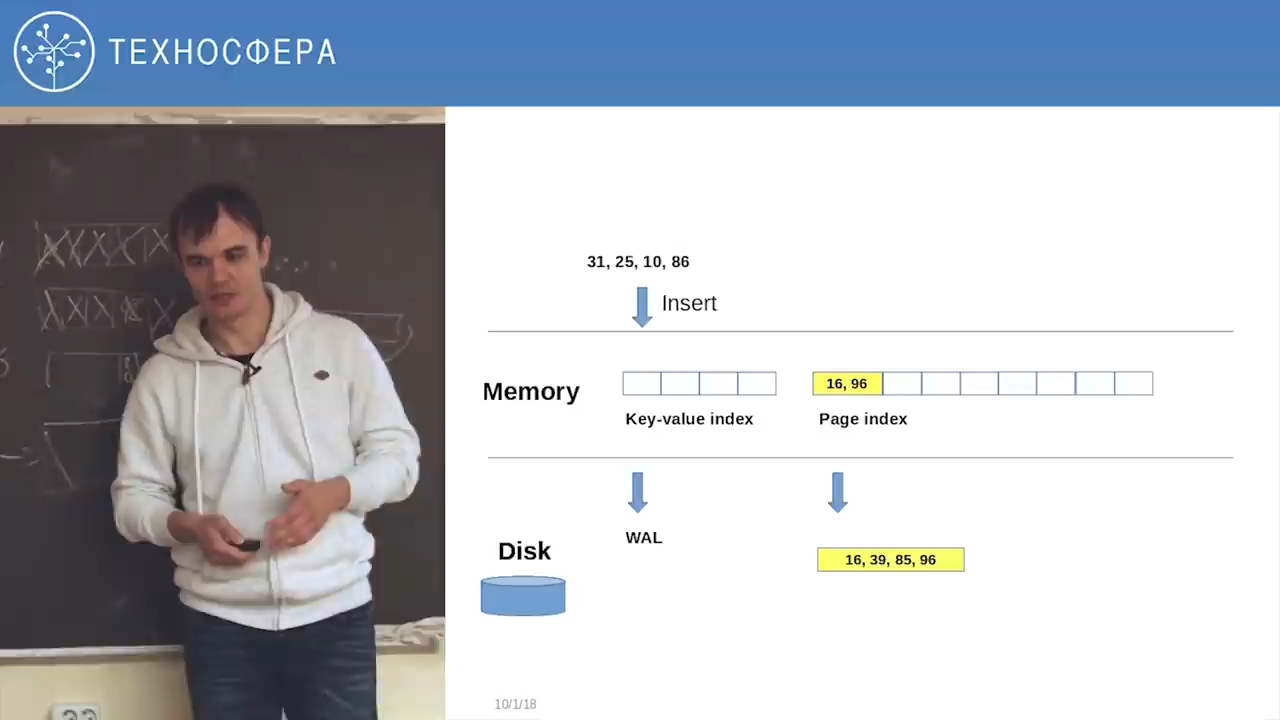 ТЕХНОСФЕРА
31, 25, 10, 86
Insert
Memory
16, 96
Key-value index
Page index
WAL
Disk
16, 39, 85, 96
10/1/18